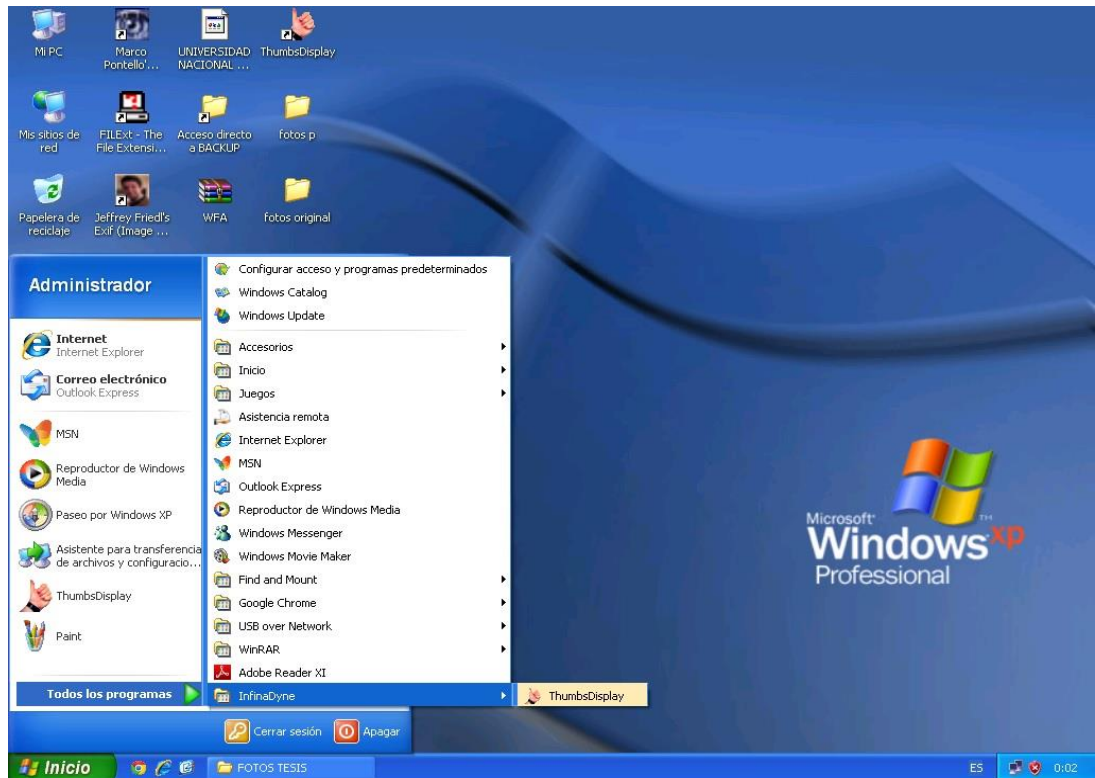 Mi PC
Marco
Pontello'...
UNIVERSIDAD
NACIONAL ...
ThumbsDisplay
Mis sitios de
red
FILExt - The
File Extensi...
Acceso directo
a BACKUP
fotos p
Papelera de
reciclaje
Jeffrey Friedl's
Exif (Image ...
WFA
fotos original
Administrador
Internet
Internet Explorer
Correo electrónico
Outlook Express
MSN
Reproductor de Windows
Media
Paseo por Windows XP
Asistente para transferencia
de archivos y configuracio...
ThumbsDisplay
Paint
Todos los programas
Configurar acceso y programas predeterminados
Windows Catalog
Windows Update
Accesorios
Inicio
Juegos
Asistencia remota
Internet Explorer
MSN
Outlook Express
Reproductor de Windows Media
Windows Messenger
Windows Movie Maker
Find and Mount
Google Chrome
USB over Network
WinRAR
Adobe Reader XI
InfinaDyne
ThumbsDisplay
Cerrar sesión
Apagar
Microsoft
Windows xp
Professional
Inicio
FOTOS TESIS
ES
0:02